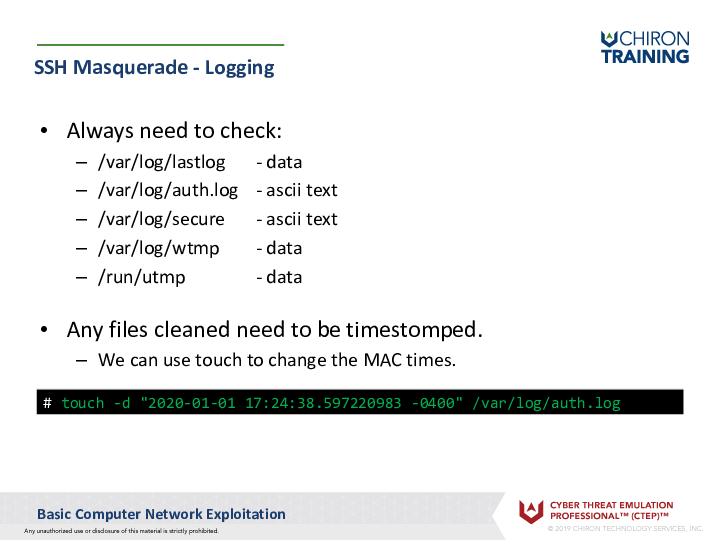 CHIRON
TRAINING
SSH Masquerade - Logging
• Always need to check:
– /var/log/lastlog - data
– /var/log/auth.log - ascii text
– /var/log/secure - ascii text
– /var/log/wtmp - data
– /run/utmp - data
• Any files cleaned need to be timestomped.
– We can use touch to change the MAC times.
# touch -d "2020-01-01 17:24:38.597220983 -0400" /var/log/auth.log
Basic Computer Network Exploitation
CYBER THREAT EMULATION
PROFESSIONAL™ (CTEP)™
Any unauthorized use or disclosure of this material is strictly prohibited.
© 2019 CHIRON TECHNOLOGY SERVICES, INC.